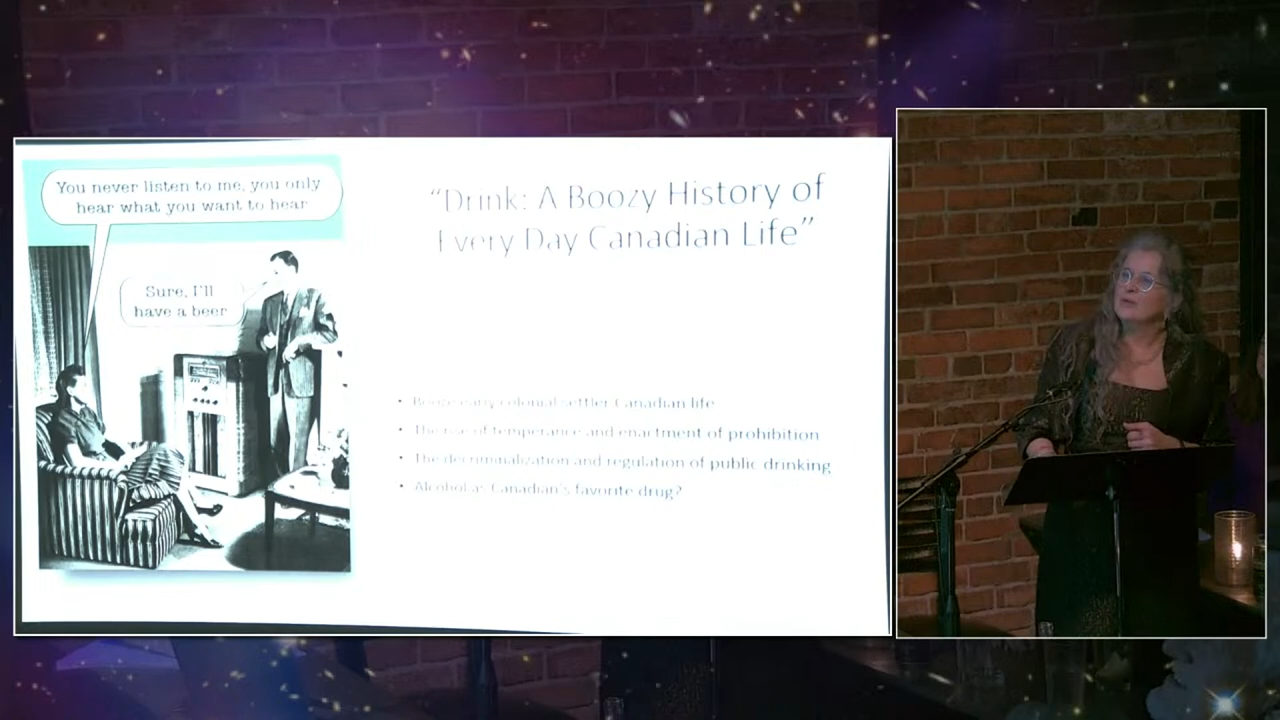 You never listen to me, you only
hear what you want to hear
Sure, I'll
have a beer
“Drink: A Boozy History of
Every Day Canadian Life”
• Booze early colonial settler Canadian life
• The rise of temperance and enactment of prohibition
• The decriminalization and regulation of public drinking
• Alcohol as Canadian's favorite drug?